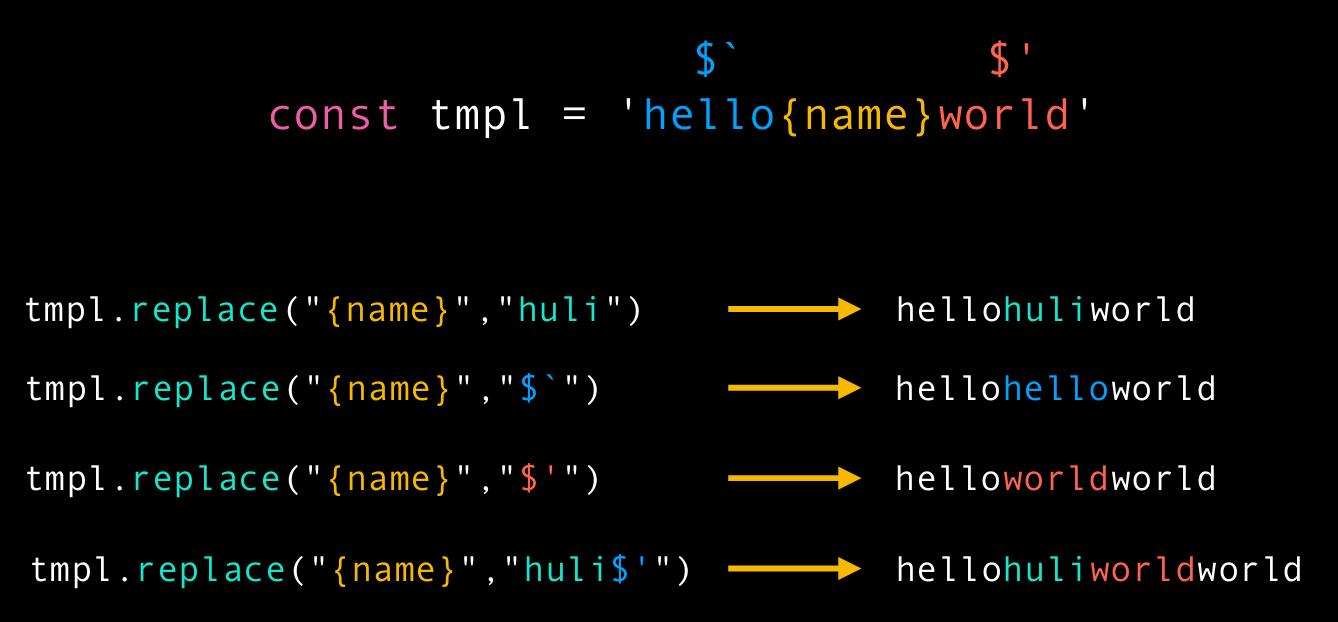 $` $'
const tmpl = 'hello{name}world'
tmpl.replace("{name}","huli") hellohuliworld
tmpl.replace("{name}","$`") hellohelloworld
tmpl.replace("{name}","$'") helloworldworld
tmpl.replace("{name}","huli$'") hellohuliworldworld